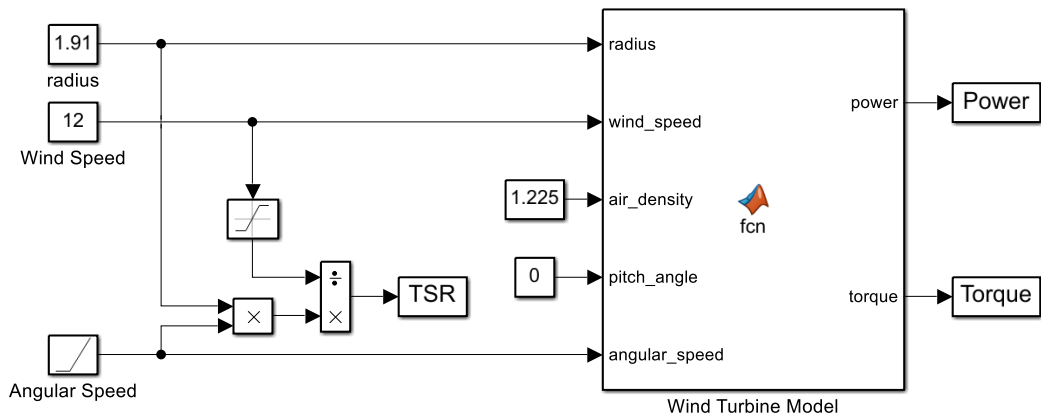 1.91
radius
12
Wind Speed
radius
wind_speed
1.225
air_density
0
pitch_angle
angular_speed
power
torque
fcn
Power
Torque
÷
×
×
TSR
Angular Speed
Wind Turbine Model